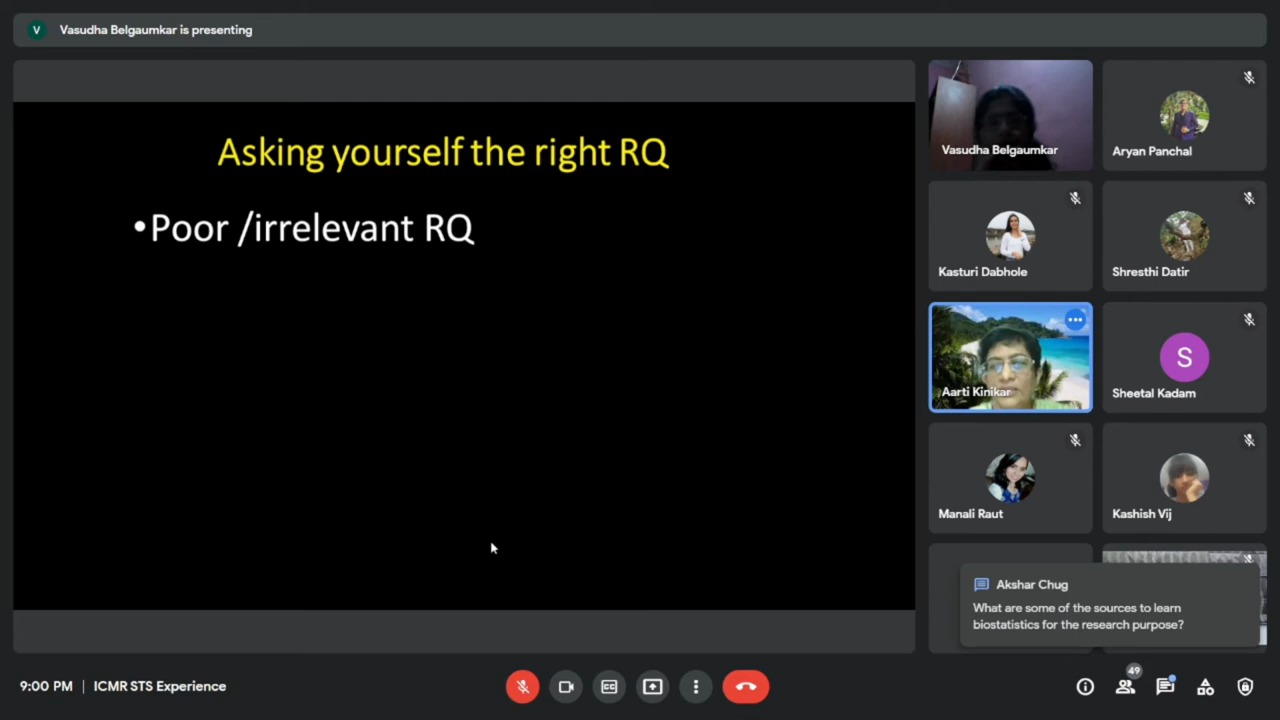 V
Vasudha Belgaumkar is presenting
Asking yourself the right RQ
•Poor /irrelevant RQ
Vasudha Belgaumkar
Aryan Panchal
Kasturi Dabhole
Shresthi Datir
Aarti Kinikar
S
Sheetal Kadam
Manali Raut
Kashish Vij
Akshar Chug
What are some of the sources to learn
biostatistics for the research purpose?
9:00 PM | ICMR STS Experience
CC
49